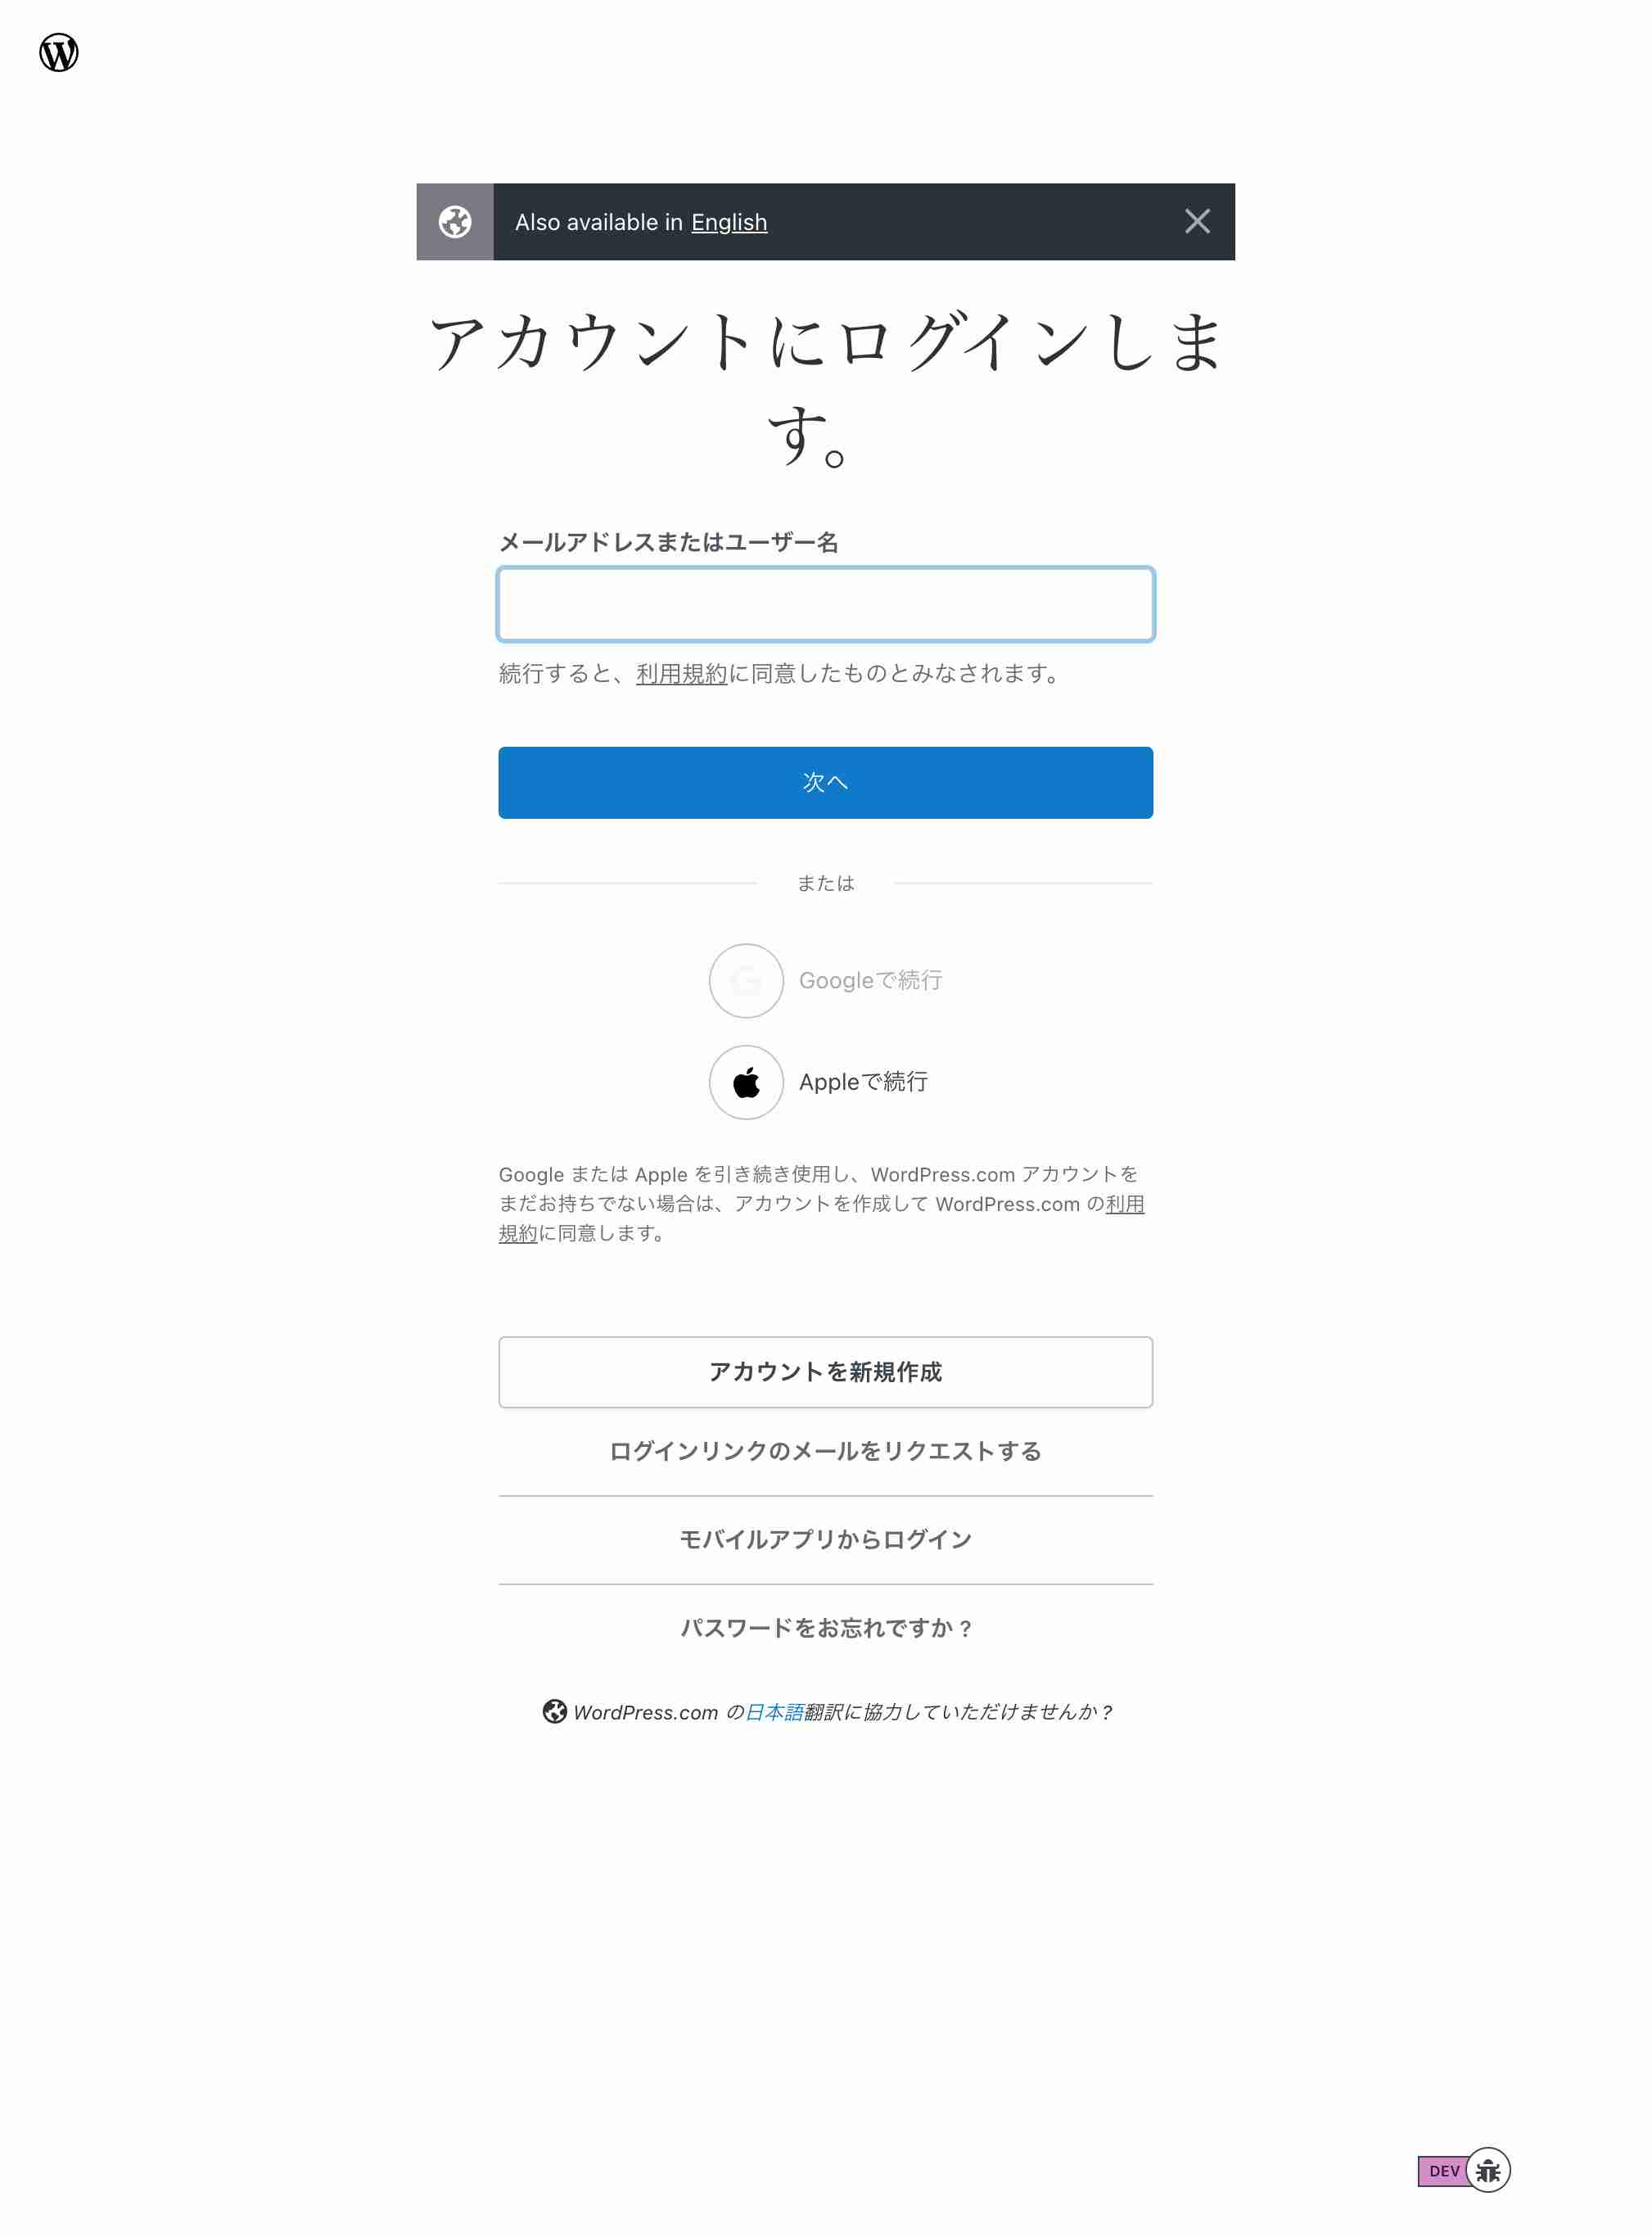 Also available in English
アカウントにログインしま
す。
メールアドレスまたはユーザー名
続行すると、利用規約に同意したものとみなされます。
次へ
または
Googleで続行
Appleで続行
Google または Apple を引き続き使用し、WordPress.com アカウントを
まだお持ちでない場合は、アカウントを作成して WordPress.com の利用
規約に同意します。
アカウントを新規作成
ログインリンクのメールをリクエストする
モバイルアプリからログイン
パスワードをお忘れですか ?
WordPress.com の日本語翻訳に協力していただけませんか ?
DEV